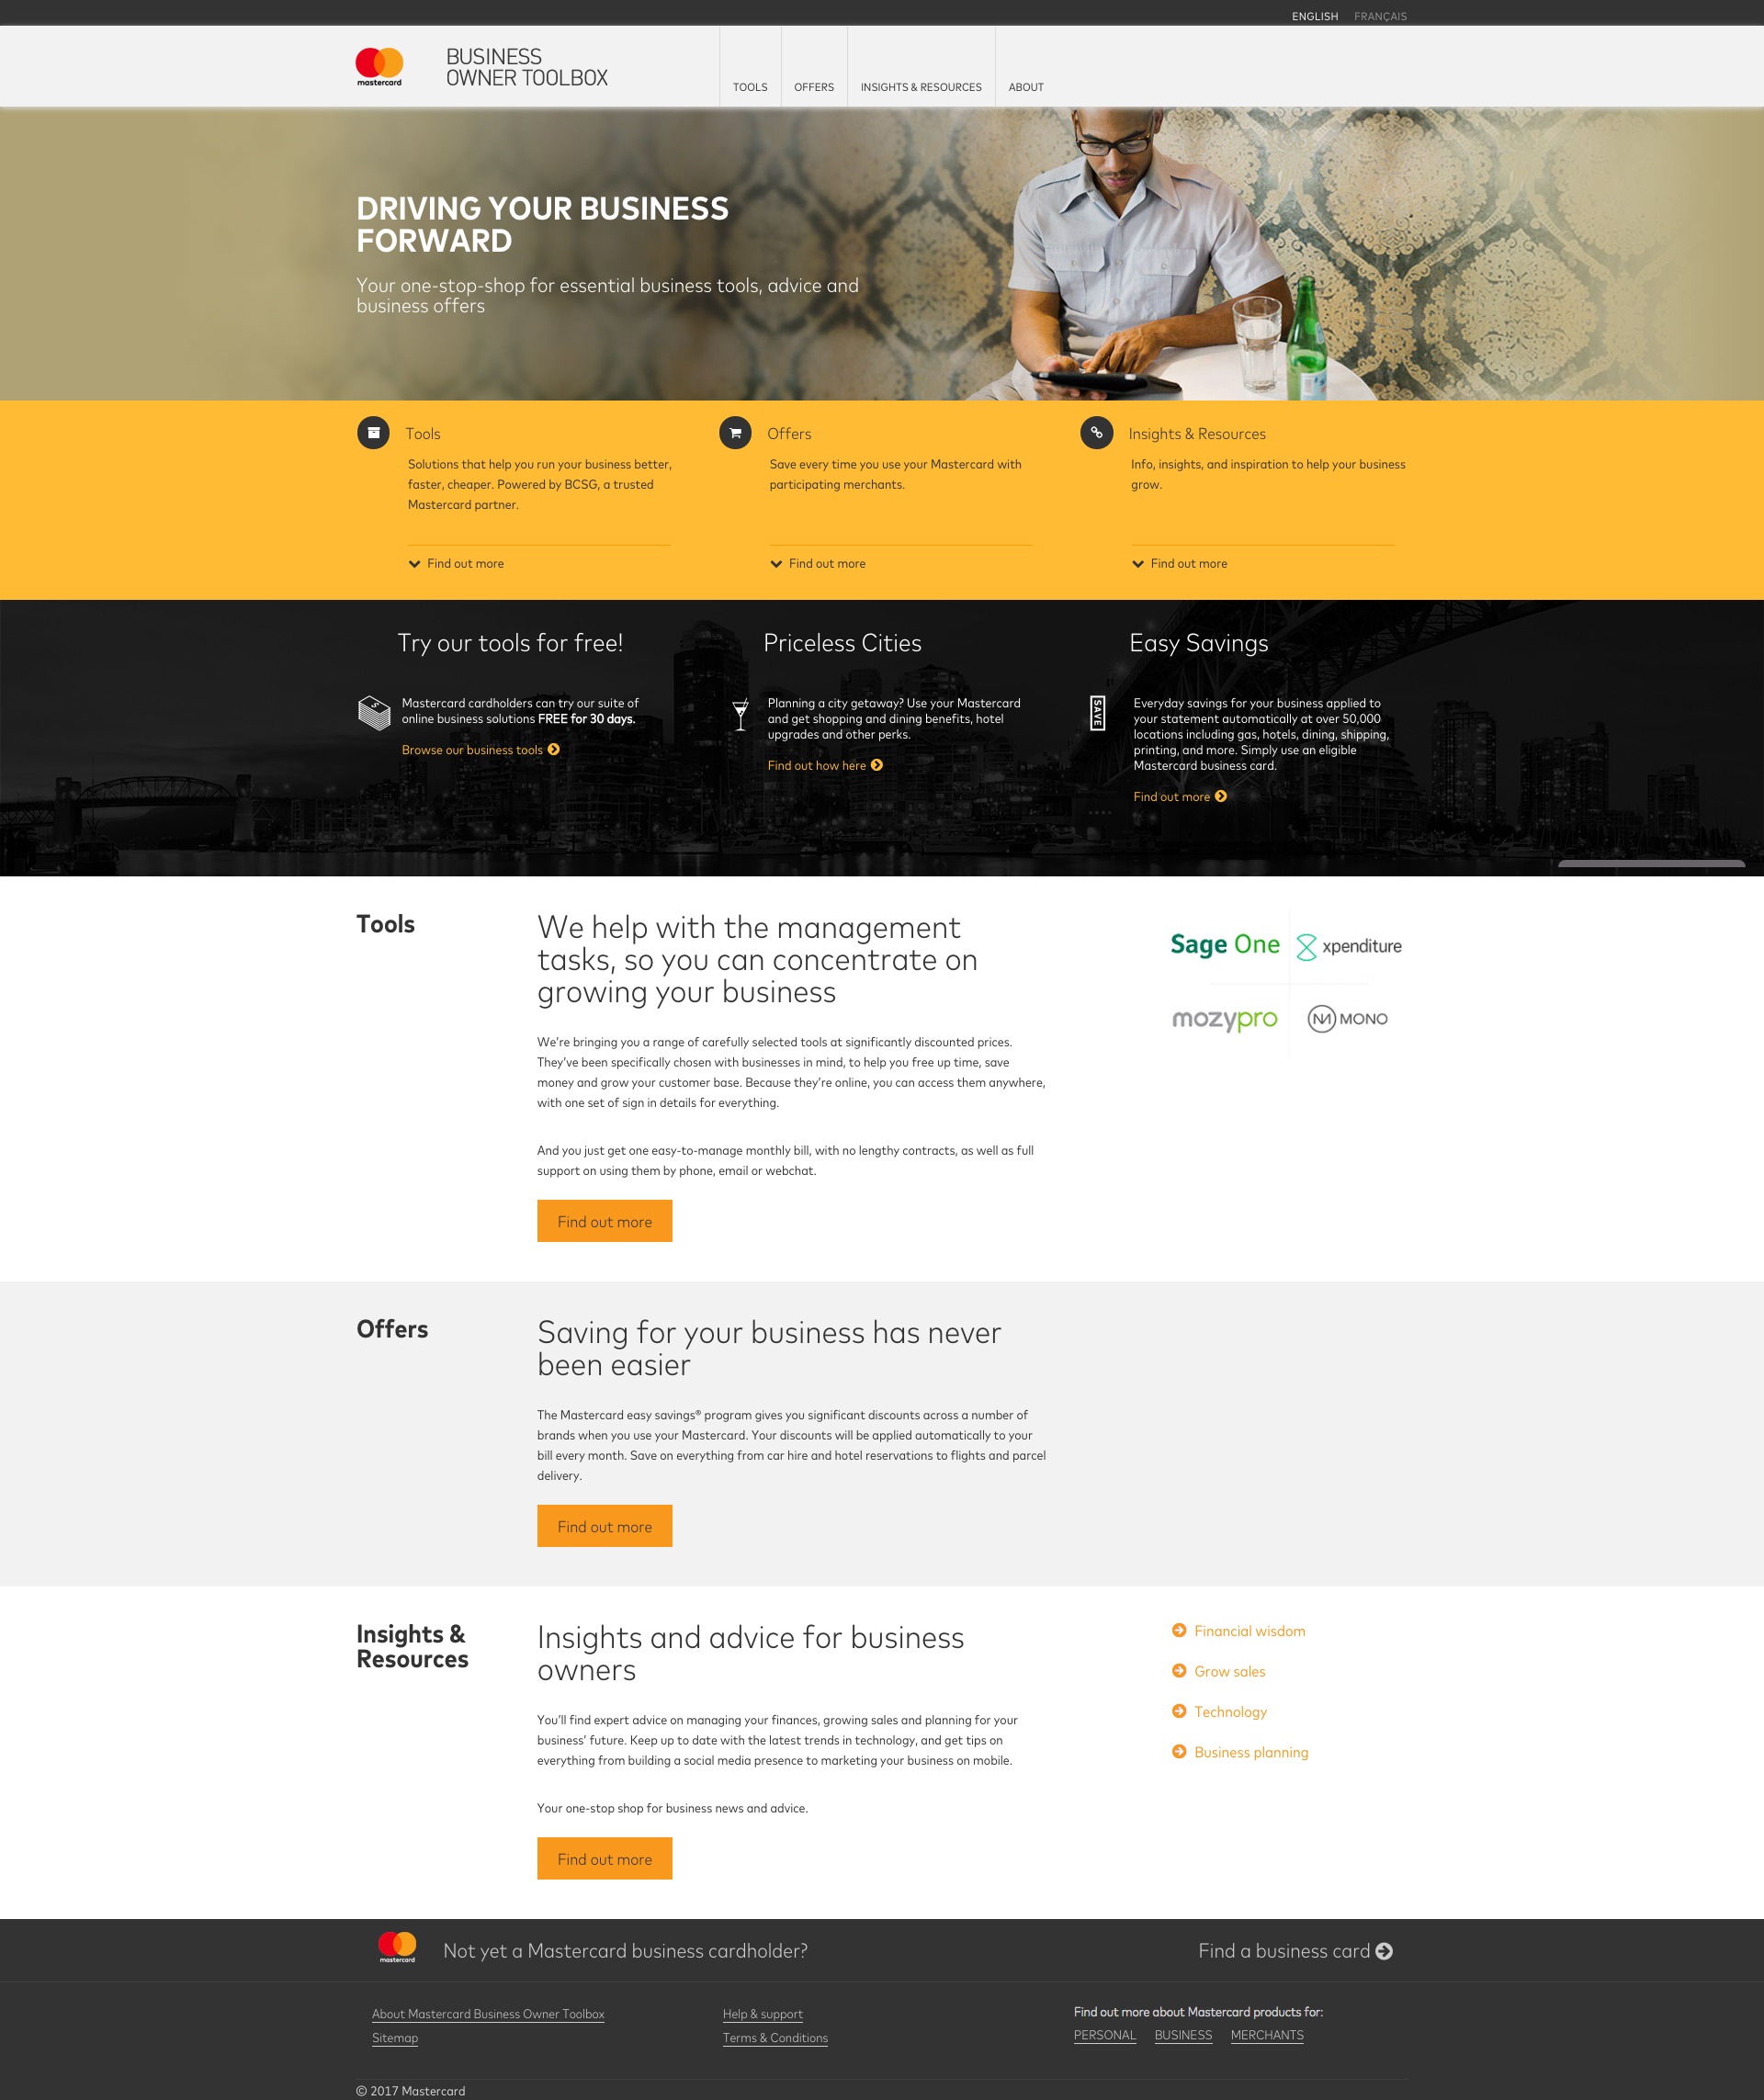 ENGLISH FRANÇAIS
mastercard
BUSINESS
OWNER TOOLBOX
TOOLS OFFERS INSIGHTS & RESOURCES ABOUT
DRIVING YOUR BUSINESS
FORWARD
Your one-stop-shop for essential business tools, advice and
business offers
Tools
Solutions that help you run your business better,
faster, cheaper. Powered by BCSG, a trusted
Mastercard partner.
Find out more
Offers
Save every time you use your Mastercard with
participating merchants.
Find out more
Insights & Resources
Info, insights, and inspiration to help your business
grow.
Find out more
Try our tools for free!
Mastercard cardholders can try our suite of
online business solutions FREE for 30 days.
Browse our business tools
Priceless Cities
Planning a city getaway? Use your Mastercard
and get shopping and dining benefits, hotel
upgrades and other perks.
Find out how here
Easy Savings
SAVE
Everyday savings for your business applied to
your statement automatically at over 50,000
locations including gas, hotels, dining, shipping,
printing, and more. Simply use an eligible
Mastercard business card.
Find out more
Tools
We help with the management
tasks, so you can concentrate on
growing your business
We're bringing you a range of carefully selected tools at significantly discounted prices.
They've been specifically chosen with businesses in mind, to help you free up time, save
money and grow your customer base. Because they're online, you can access them anywhere,
with one set of sign in details for everything.
And you just get one easy-to-manage monthly bill, with no lengthy contracts, as well as full
support on using them by phone, email or webchat.
Find out more
Sage One xpenditure
mozypro MONO
Offers
Saving for your business has never
been easier
The Mastercard easy savings® program gives you significant discounts across a number of
brands when you use your Mastercard. Your discounts will be applied automatically to your
bill every month. Save on everything from car hire and hotel reservations to flights and parcel
delivery.
Find out more
Insights &
Resources
Insights and advice for business
owners
You'll find expert advice on managing your finances, growing sales and planning for your
business' future. Keep up to date with the latest trends in technology, and get tips on
everything from building a social media presence to marketing your business on mobile.
Your one-stop shop for business news and advice.
Find out more
Financial wisdom
Grow sales
Technology
Business planning
mastercard
Not yet a Mastercard business cardholder?
Find a business card
About Mastercard Business Owner Toolbox
Sitemap
Help & support
Terms & Conditions
Find out more about Mastercard products for:
PERSONAL BUSINESS MERCHANTS
© 2017 Mastercard